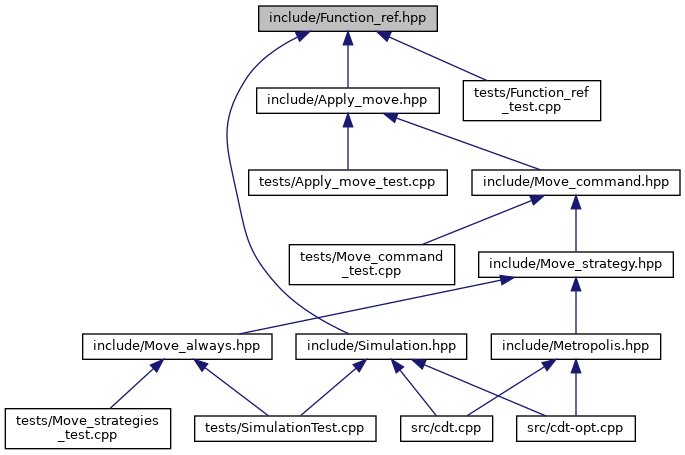 include/Function_ref.hpp
include/Apply_move.hpp
tests/Function_ref
_test.cpp
tests/Apply_move_test.cpp
include/Move_command.hpp
tests/Move_command
_test.cpp
include/Move_strategy.hpp
include/Move_always.hpp
include/Simulation.hpp
include/Metropolis.hpp
tests/Move_strategies
_test.cpp
tests/SimulationTest.cpp
src/cdt.cpp
src/cdt-opt.cpp